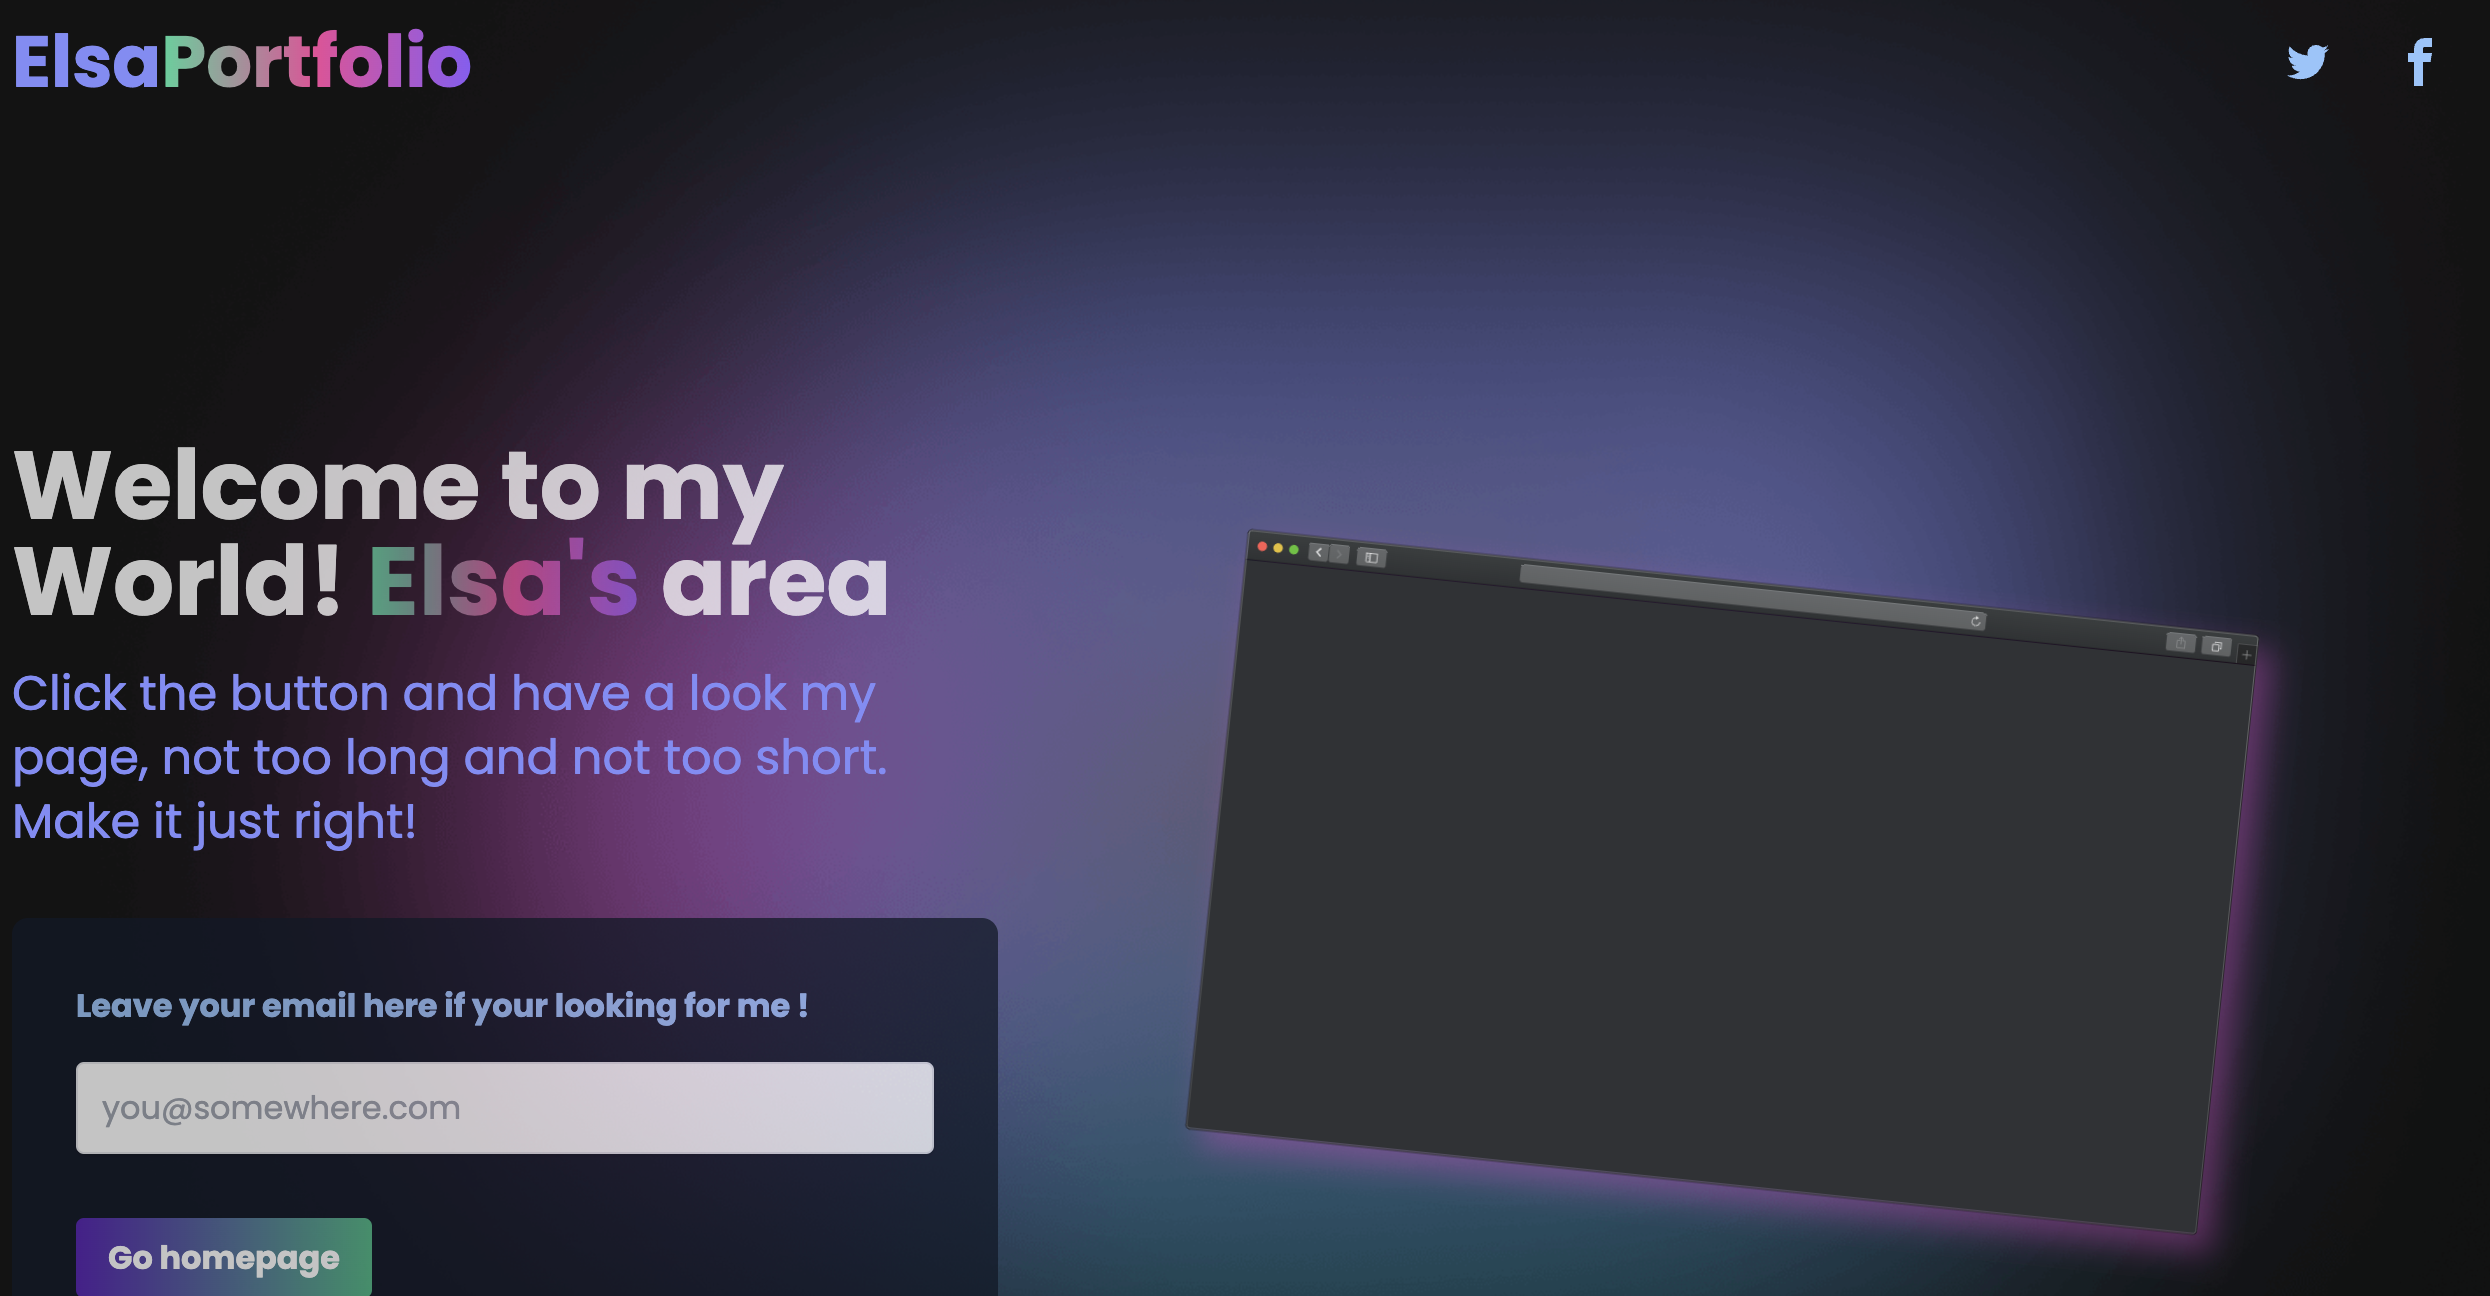 ElsaPortfolio
Welcome to my
World! Elsa's area
Click the button and have a look my
page, not too long and not too short.
Make it just right!
Leave your email here if your looking for me !
you@somewhere.com
Go homepage